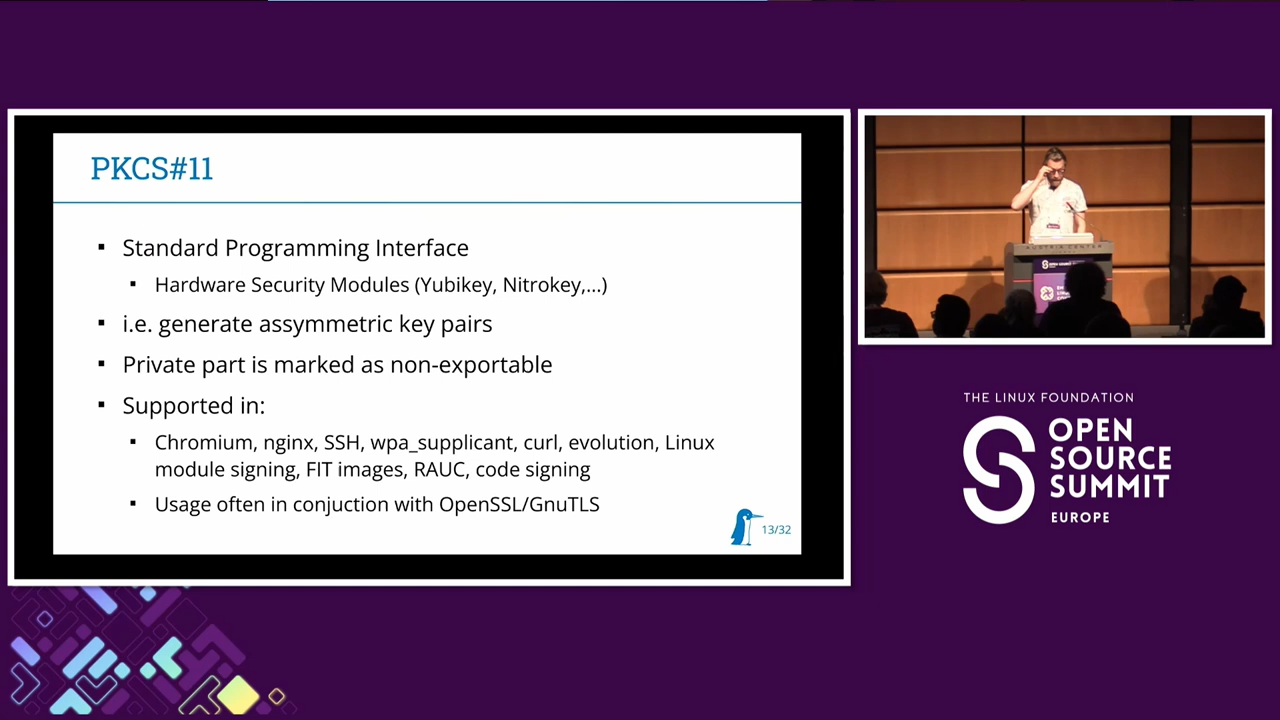 PKCS#11
▪ Standard Programming Interface
▪ Hardware Security Modules (Yubikey, Nitrokey,...)
▪ i.e. generate assymmetric key pairs
▪ Private part is marked as non-exportable
▪ Supported in:
▪ Chromium, nginx, SSH, wpa_supplicant, curl, evolution, Linux
module signing, FIT images, RAUC, code signing
▪ Usage often in conjuction with OpenSSL/GnuTLS
13/32
AUSTRIA CENTER
THE LINUX FOUNDATION
OPEN
SOURCE
SUMMIT
EUROPE